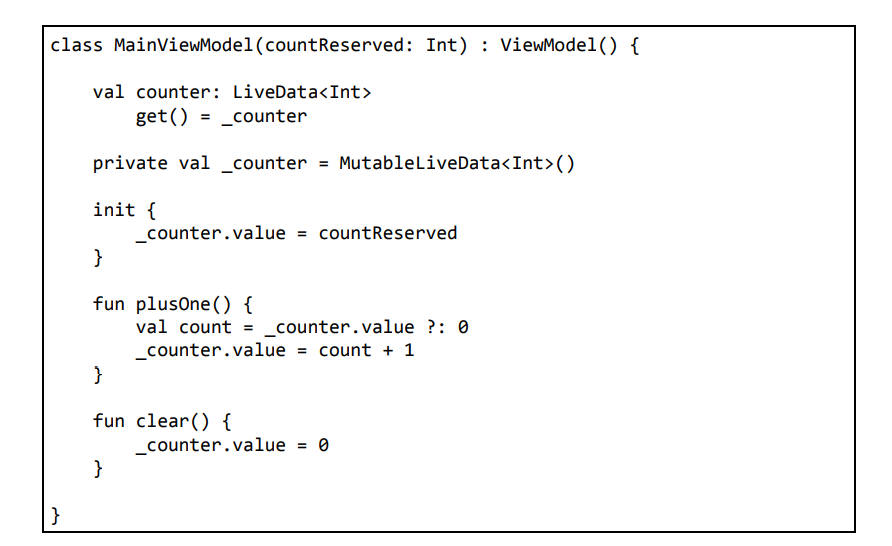 class MainViewModel(countReserved: Int) : ViewModel() {
    val counter: LiveData<Int>
        get() = _counter
    private val _counter = MutableLiveData<Int>()
    init {
        _counter.value = countReserved
    }
    fun plusOne() {
        val count = _counter.value ?: 0
        _counter.value = count + 1
    }
    fun clear() {
        _counter.value = 0
    }
}